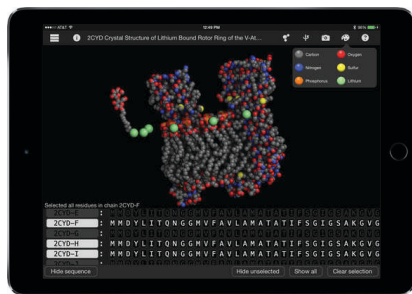 AT&T
12:43 PM
2CYD Crystal Structure of Lithium Bound Rotor Ring of the V-At...
Carbon
Oxygen
Nitrogen
Sulfur
Phosphorus
Lithium
Selected all residues in chain 2CYD-F
2CYD-E
2CYD-F : M M D Y L I T Q N G G M V F A V L A M A T A T I F S G I G S A K G V G
2CYD-G
2CYD-H : M M D Y L I T Q N G G M V F A V L A M A T A T I F S G I G S A K G V G
2CYD-I : M M D Y L I T Q N G G M V F A V L A M A T A T I F S G I G S A K G V G
Hide sequence
Hide unselected
Show all
Clear selection